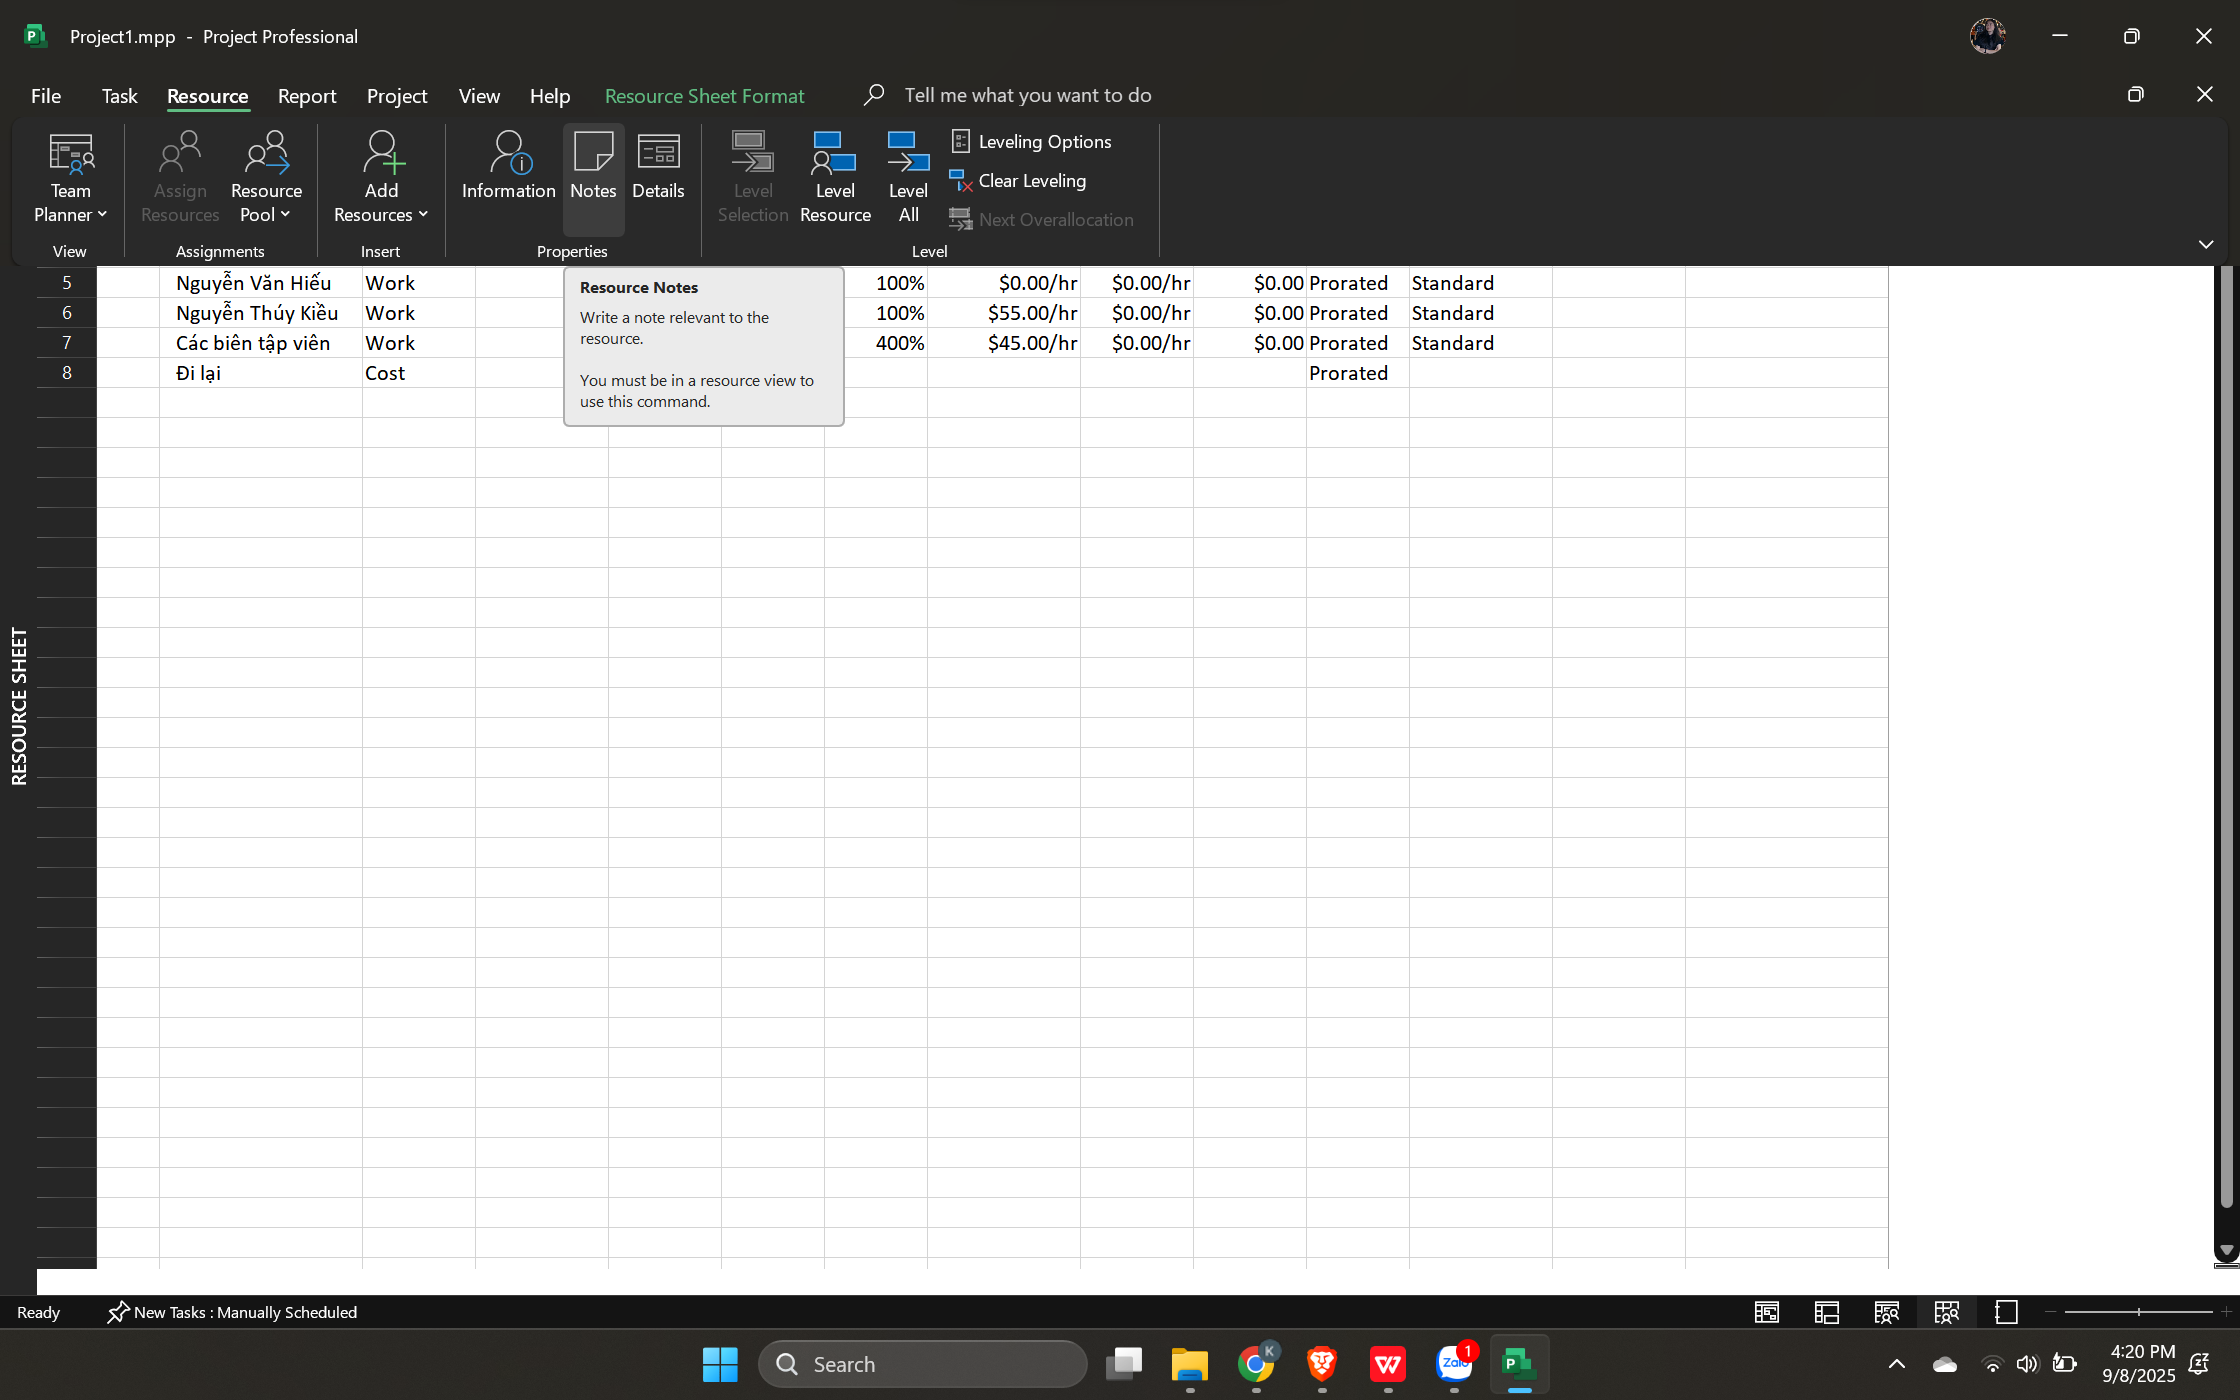 Project1.mpp - Project Professional
File Task Resource Report Project View Help Resource Sheet Format Tell me what you want to do
Team Planner
View
Assign Resources
Resource Pool
Assignments
Add Resources
Insert
Information
Notes
Details
Properties
Level Selection
Level Resource
Level All
Leveling Options
Clear Leveling
Next Overallocation
Level
5 Nguyễn Văn Hiếu Work 100% $0.00/hr $0.00/hr $0.00 Prorated Standard
6 Nguyễn Thúy Kiều Work 100% $55.00/hr $0.00/hr $0.00 Prorated Standard
7 Các biên tập viên Work 400% $45.00/hr $0.00/hr $0.00 Prorated Standard
8 Đi lại Cost Prorated
Resource Notes
Write a note relevant to the
resource.
You must be in a resource view to
use this command.
RESOURCE SHEET
Ready New Tasks : Manually Scheduled
Search
K
Zalo
1
4:20 PM
9/8/2025